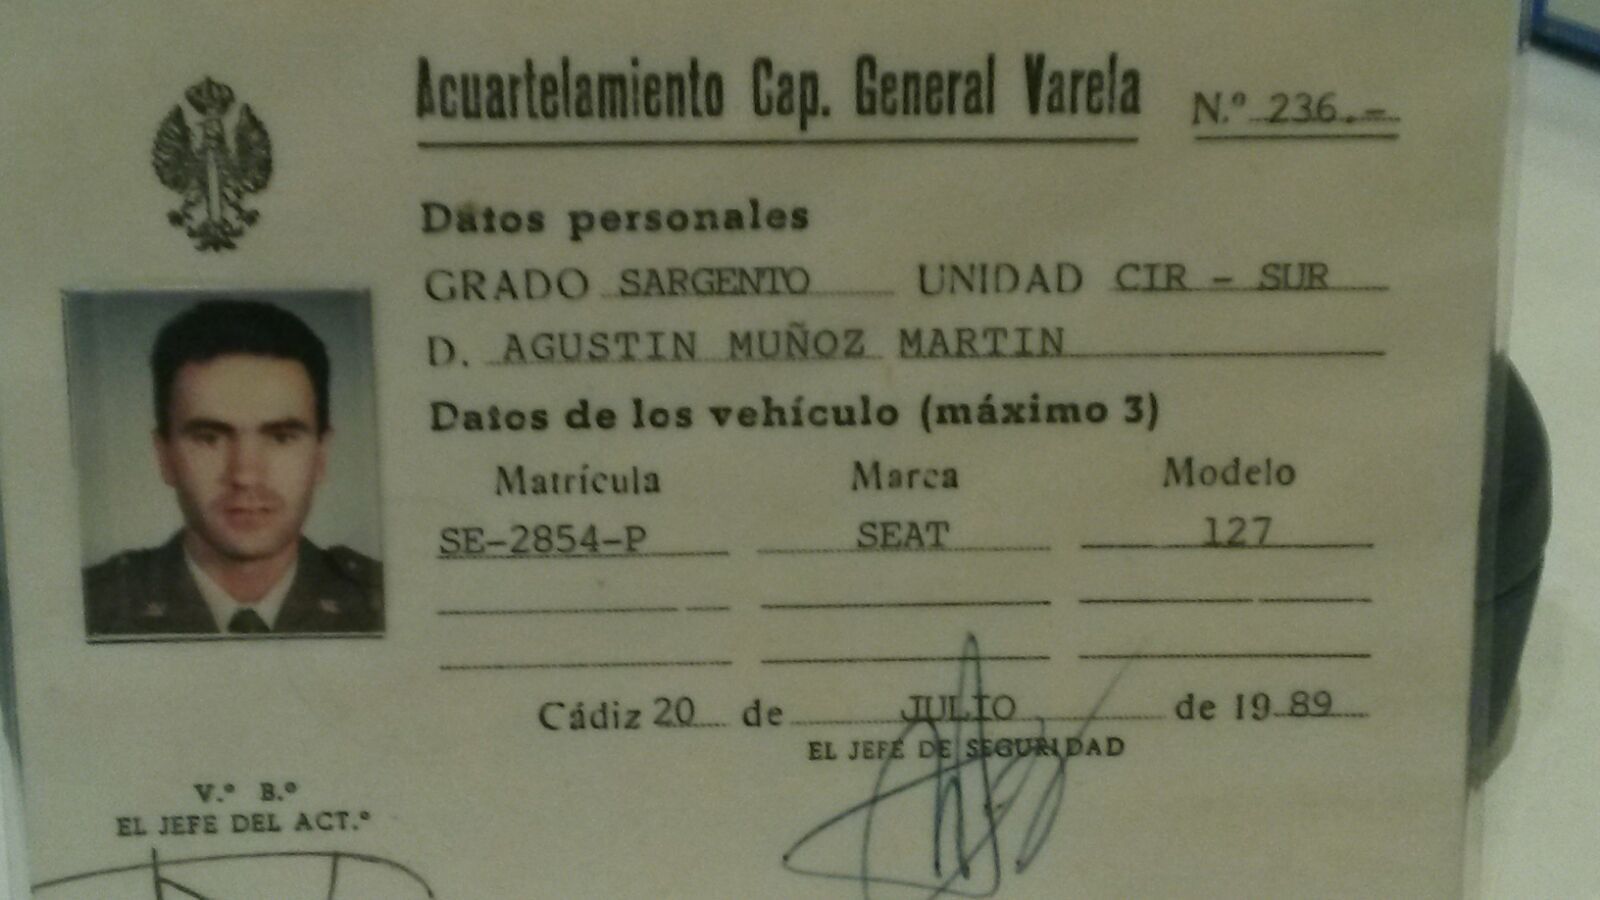 Acuartelamiento Cap. General Varela N.º 236.-
Datos personales
GRADO SARGENTO UNIDAD CIR - SUR
D. AGUSTIN MUÑOZ MARTIN
Datos de los vehículo (máximo 3)
Matrícula Marca Modelo
SE-2854-P SEAT 127
Cádiz 20 de JULIO de 1989
EL JEFE DE SEGURIDAD
V.º B.º
EL JEFE DEL ACT.º